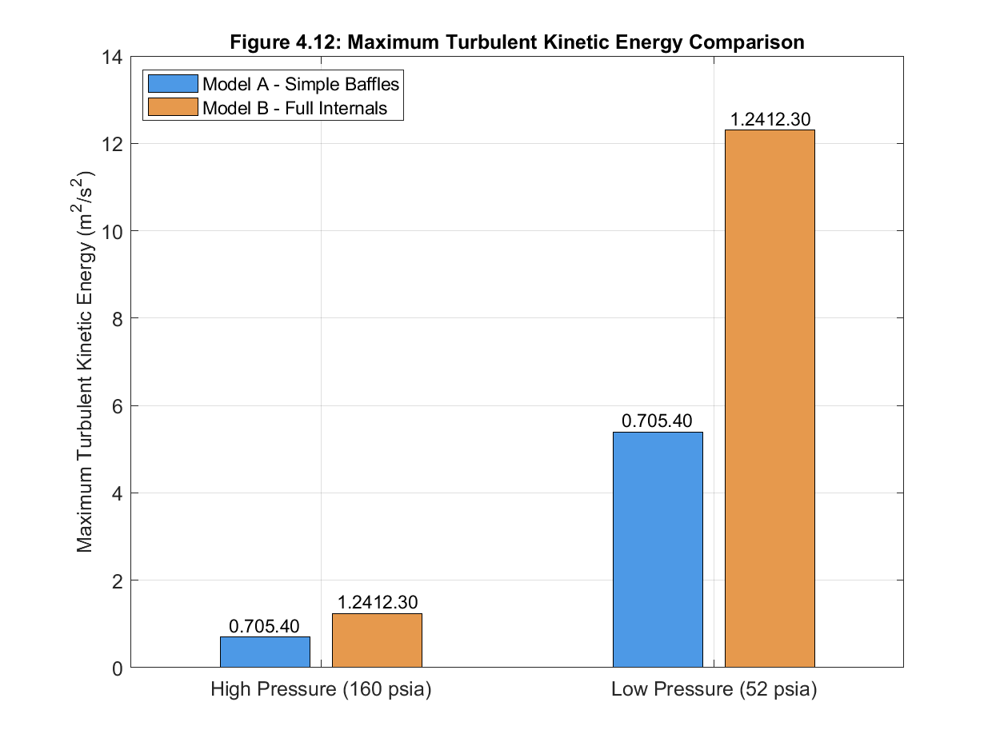 Figure 4.12: Maximum Turbulent Kinetic Energy Comparison
Model A - Simple Baffles
Model B - Full Internals
Maximum Turbulent Kinetic Energy (m²/s²)
14
12
10
8
6
4
2
0
0.705.40
1.2412.30
0.705.40
1.2412.30
High Pressure (160 psia)
Low Pressure (52 psia)